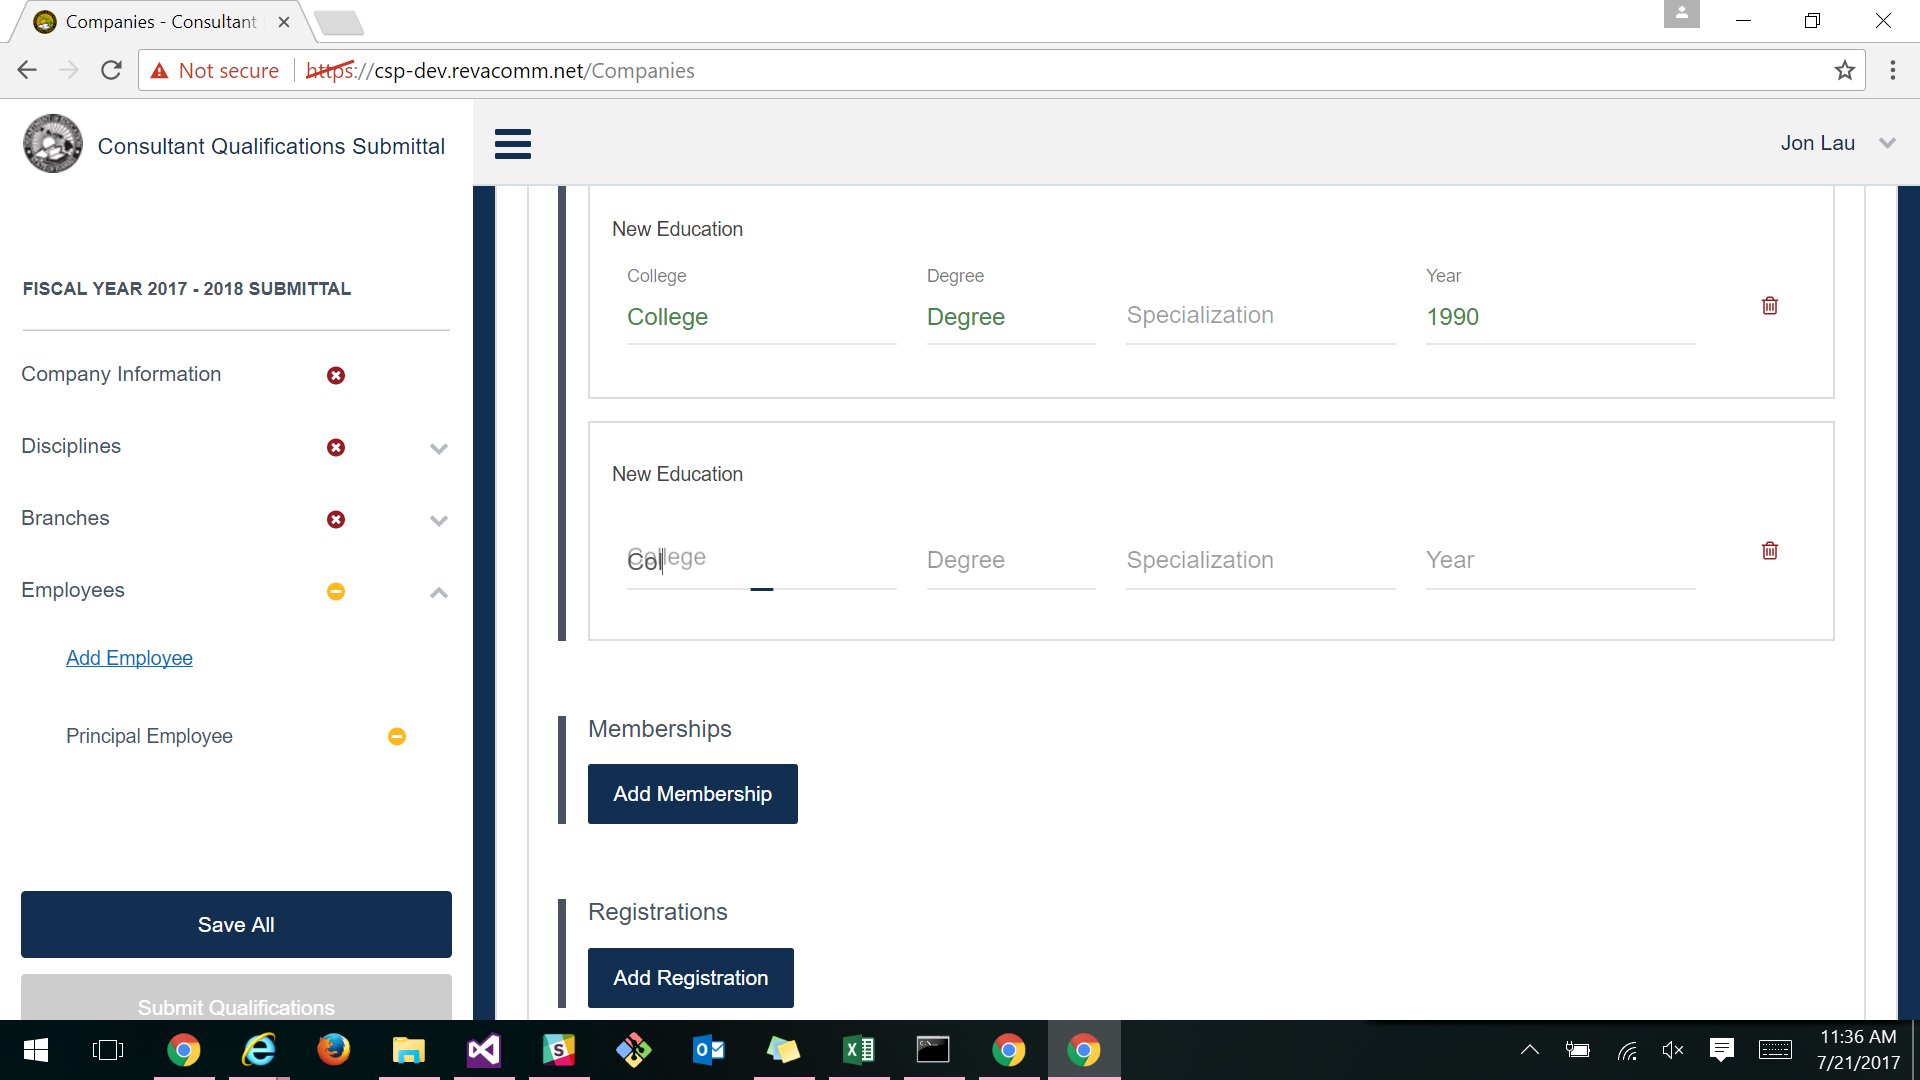 Companies - Consultant
Not secure
https://csp-dev.revacomm.net/Companies
Consultant Qualifications Submittal
Jon Lau
FISCAL YEAR 2017 - 2018 SUBMITTAL
Company Information
Disciplines
Branches
Employees
Add Employee
Principal Employee
Save All
Submit Qualifications
New Education
College
Degree
Year
College
Degree
Specialization
1990
New Education
College
Col
Degree
Specialization
Year
Memberships
Add Membership
Registrations
Add Registration
11:36 AM
7/21/2017